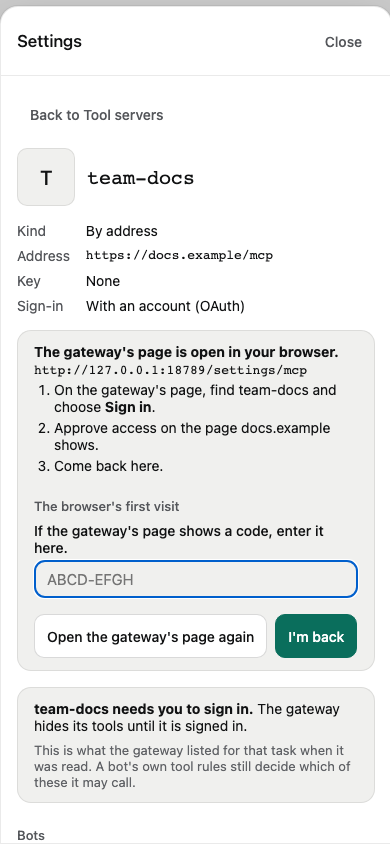 Settings
Close
Back to Tool servers
T
team-docs
Kind By address
Address https://docs.example/mcp
Key None
Sign-in With an account (OAuth)
The gateway's page is open in your browser.
http://127.0.0.1:18789/settings/mcp
1. On the gateway's page, find team-docs and
choose Sign in.
2. Approve access on the page docs.example
shows.
3. Come back here.
The browser's first visit
If the gateway's page shows a code, enter it
here.
ABCD-EFGH
Open the gateway's page again
I'm back
team-docs needs you to sign in. The gateway
hides its tools until it is signed in.
This is what the gateway listed for that task when it
was read. A bot's own tool rules still decide which of
these it may call.
Bots